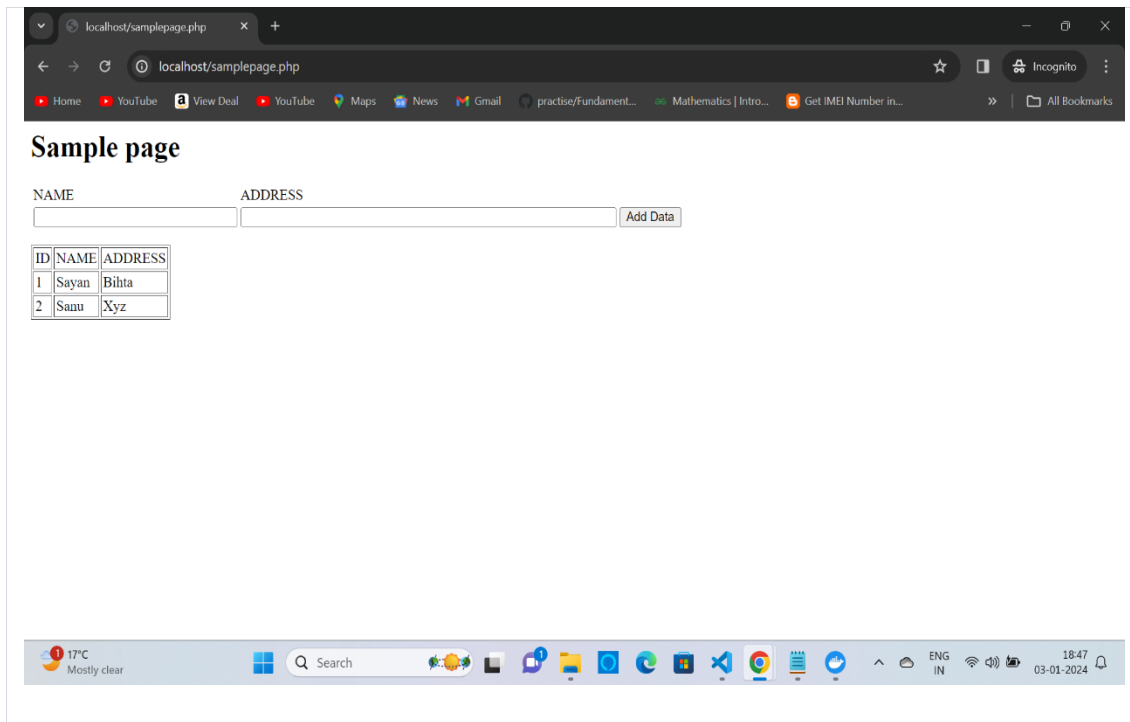 localhost/samplepage.php
localhost/samplepage.php
Incognito
Home YouTube View Deal YouTube Maps News Gmail practise/Fundament... Mathematics | Intro... Get IMEI Number in... » All Bookmarks
Sample page
NAME ADDRESS
Add Data
ID NAME ADDRESS
1 Sayan Bihta
2 Sanu Xyz
1 17°C
Mostly clear
Search
1
ENG
IN
18:47
03-01-2024